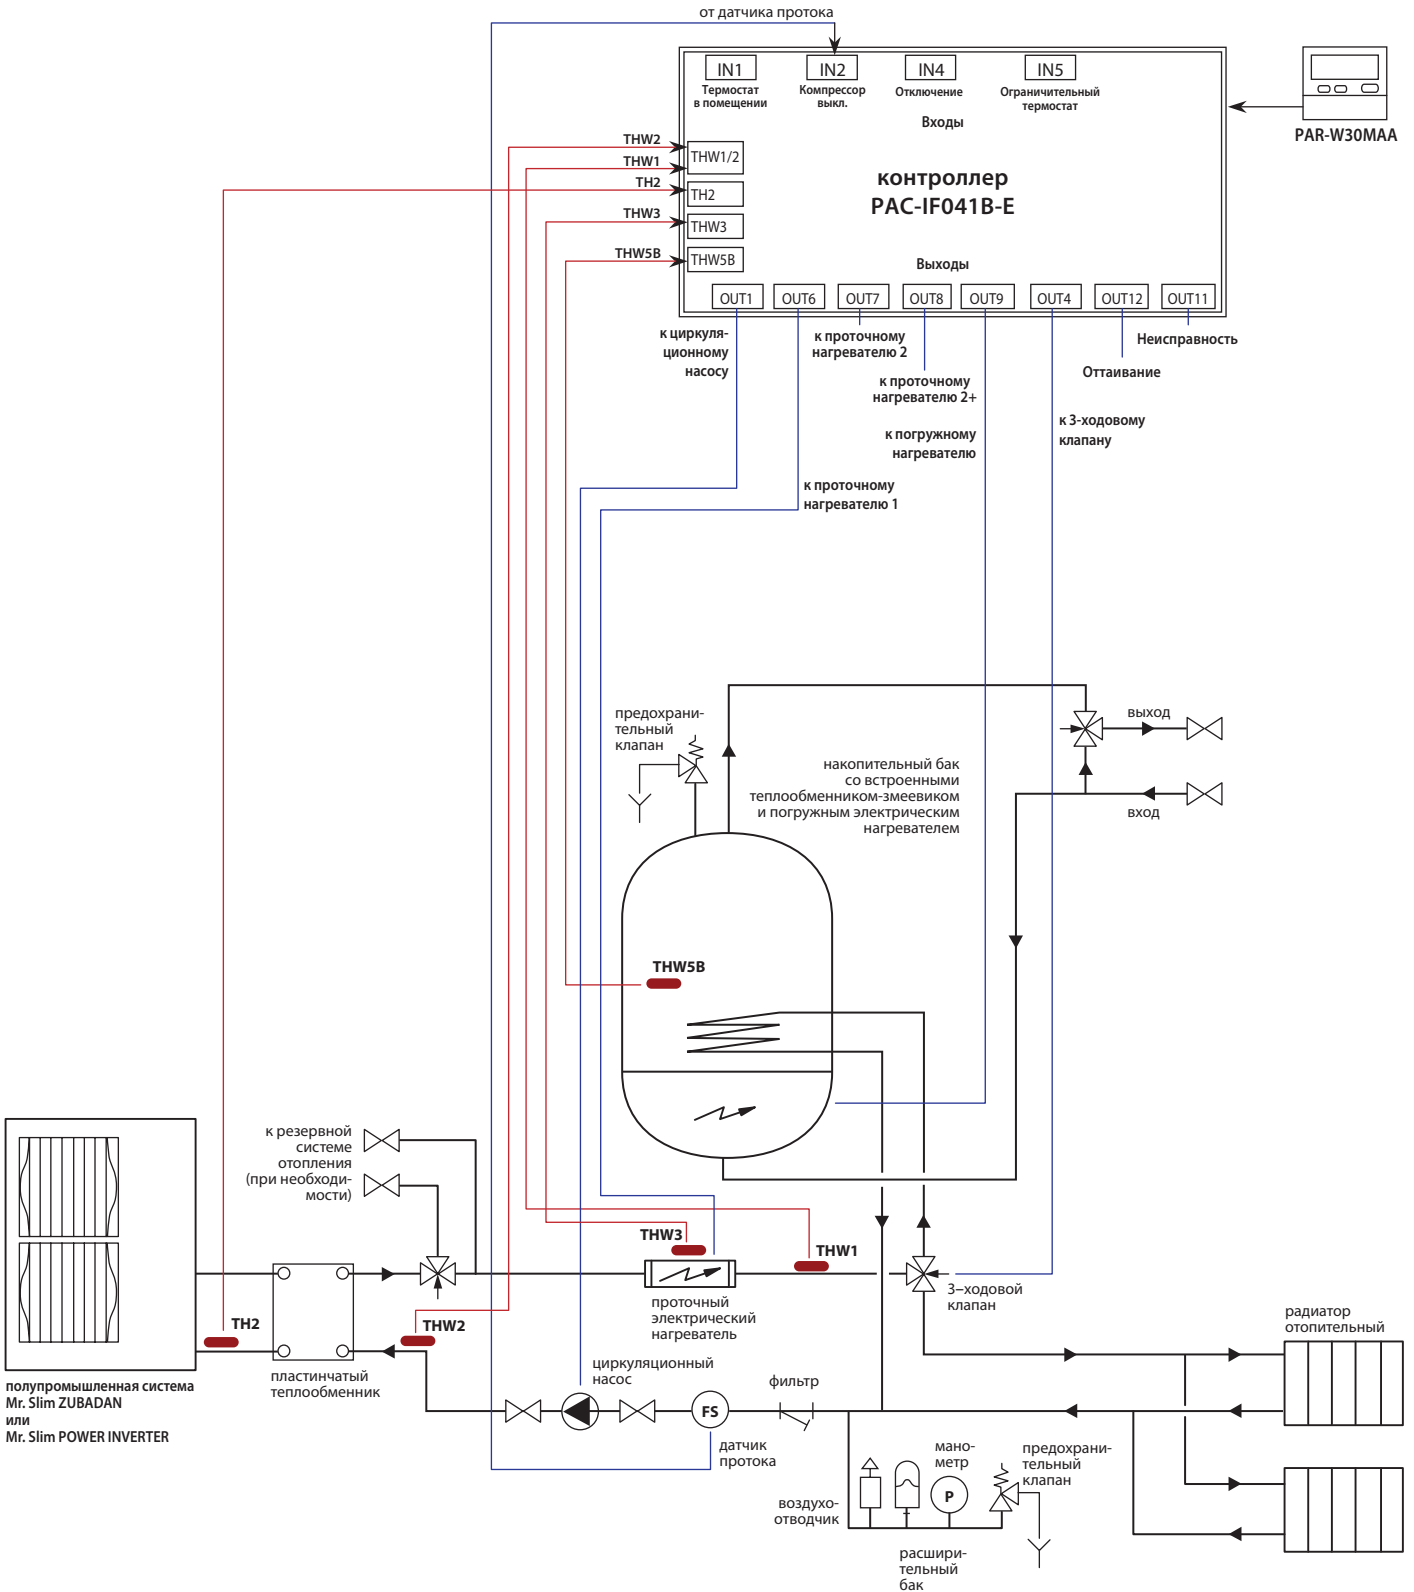 от датчика протока
IN1
IN2
IN4
IN5
Термостат
в помещении
Компрессор
выкл.
Отключение
Ограничительный
термостат
Входы
PAR-W30MAA
THW2
THW1
TH2
THW3
THW5B
THW1/2
TH2
THW3
THW5B
контроллер
PAC-IF041B-E
Выходы
OUT1
OUT6
OUT7
OUT8
OUT9
OUT4
OUT12
OUT11
к циркуля-
ционному
насосу
к проточному
нагревателю 2
Неисправность
Оттаивание
к проточному
нагревателю 2+
к 3-ходовому
клапану
к погружному
нагревателю
к проточному
нагревателю 1
предохрани-
тельный
клапан
выход
накопительный бак
со встроенными
теплообменником-змеевиком
и погружным электрическим
нагревателем
вход
THW5B
к резервной
системе
отопления
(при необходи-
мости)
THW3
THW1
3–ходовой
клапан
проточный
электрический
нагреватель
TH2
THW2
радиатор
отопительный
пластинчатый
теплообменник
полупромышленная система
Mr. Slim ZUBADAN
или
Mr. Slim POWER INVERTER
циркуляционный
насос
фильтр
FS
датчик
протока
мано-
метр
предохрани-
тельный
клапан
P
воздухо-
отводчик
расшири-
тельный
бак